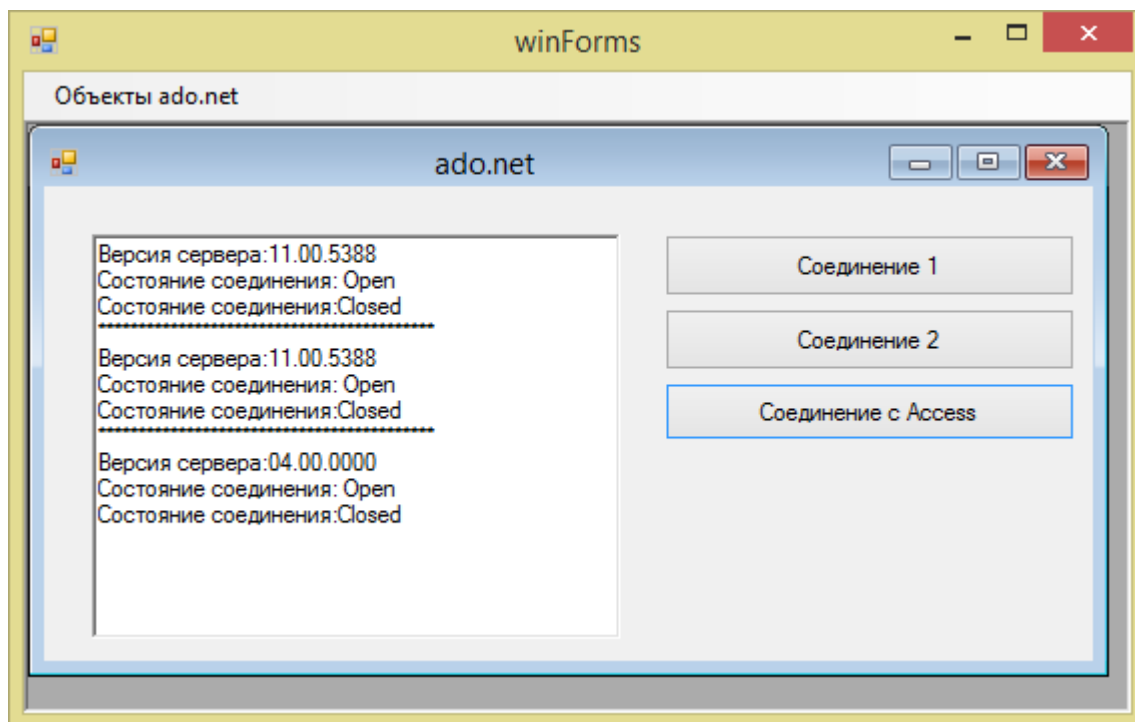 winForms
Объекты ado.net
ado.net
Версия сервера:11.00.5388
Состояние соединения: Open
Состояние соединения:Closed
******************************************
Версия сервера:11.00.5388
Состояние соединения: Open
Состояние соединения:Closed
******************************************
Версия сервера:04.00.0000
Состояние соединения: Open
Состояние соединения:Closed
Соединение 1
Соединение 2
Соединение с Access